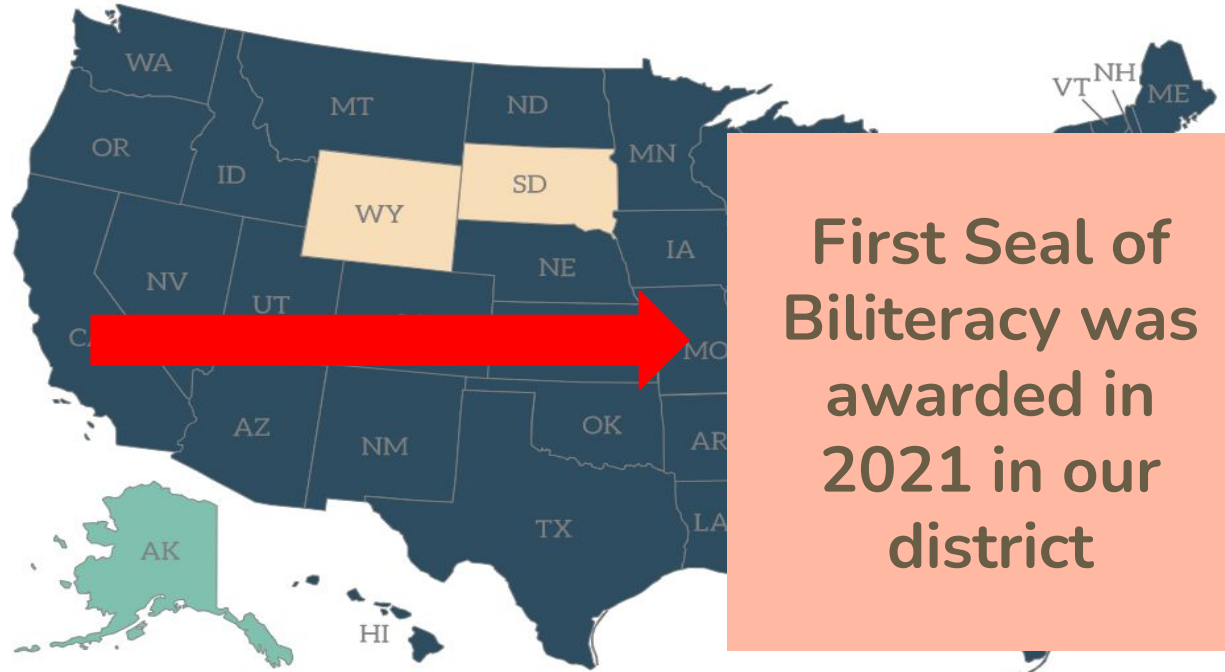 WA
VT
NH
ME
MT
ND
OR
MN
ID
SD
WY
First Seal of
Biliteracy was
awarded in
2021 in our
district
IA
NE
NV
UT
MO
AZ
NM
OK
AR
TX
LA
AK
HI